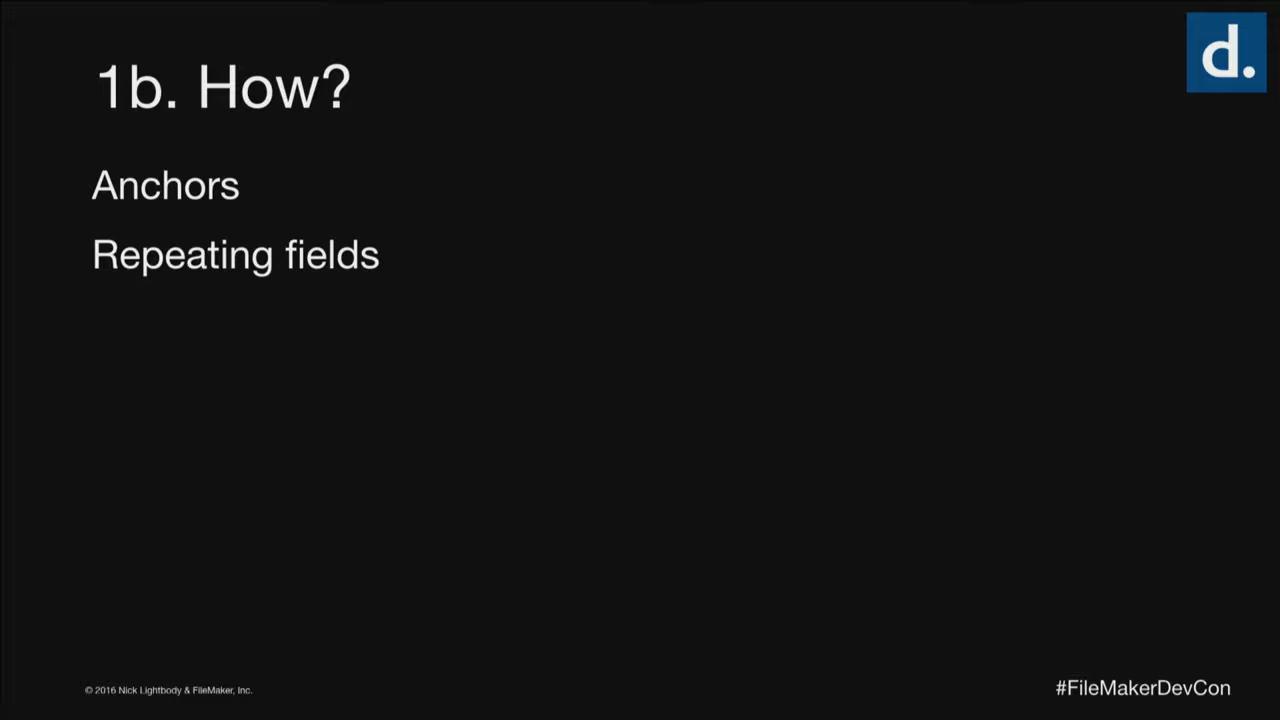 d.
1b. How?
Anchors
Repeating fields
© 2016 Nick Lightbody & FileMaker, Inc.
#FileMakerDevCon